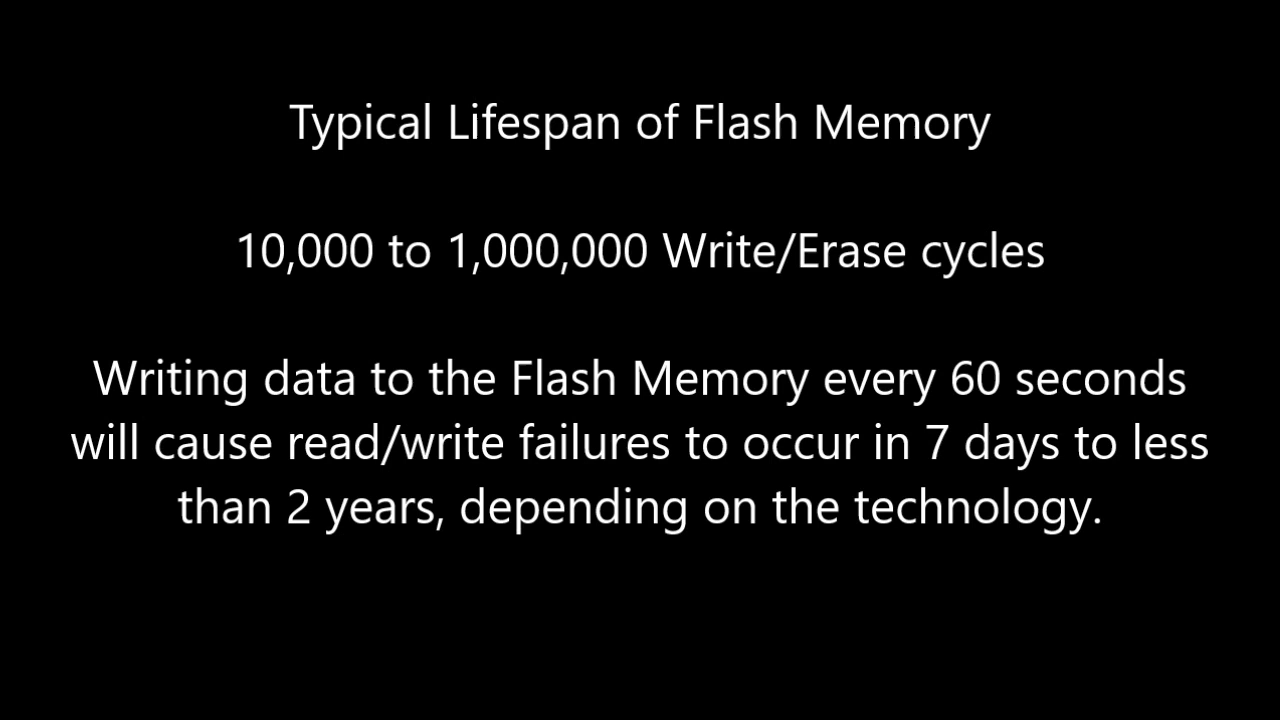 Typical Lifespan of Flash Memory
10,000 to 1,000,000 Write/Erase cycles
Writing data to the Flash Memory every 60 seconds
will cause read/write failures to occur in 7 days to less
than 2 years, depending on the technology.